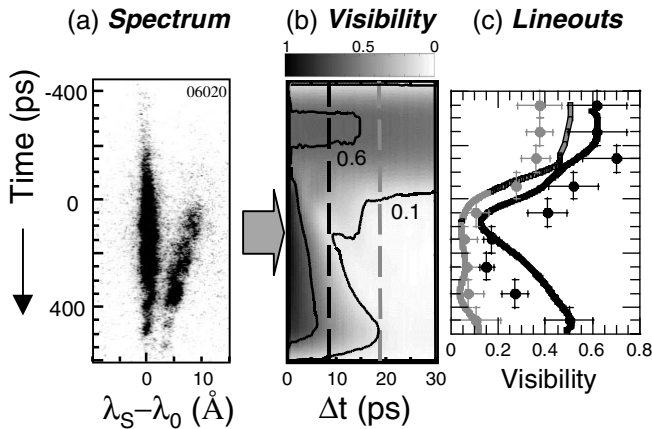 (a) Spectrum
(b) Visibility
(c) Lineouts
1 0.5 0
-400
0
400
Time (ps)
06020
0 10
λS–λ0 (Å)
0.6
0.1
0 10 20 30
Δt (ps)
0 0.2 0.4 0.6 0.8
Visibility